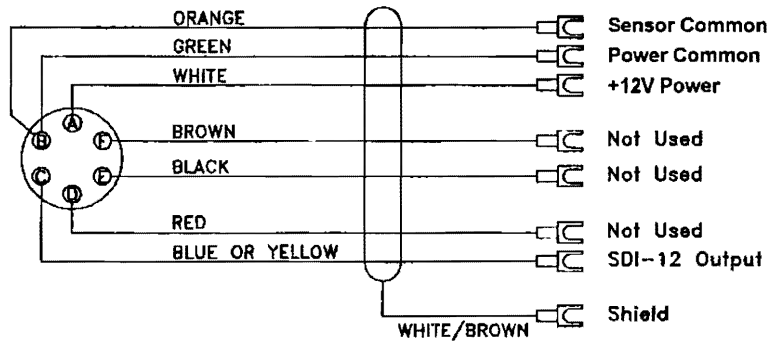 ORANGE Sensor Common
GREEN Power Common
WHITE +12V Power
A
B F BROWN Not Used
C E BLACK Not Used
D
RED Not Used
BLUE OR YELLOW SDI-12 Output
WHITE/BROWN Shield